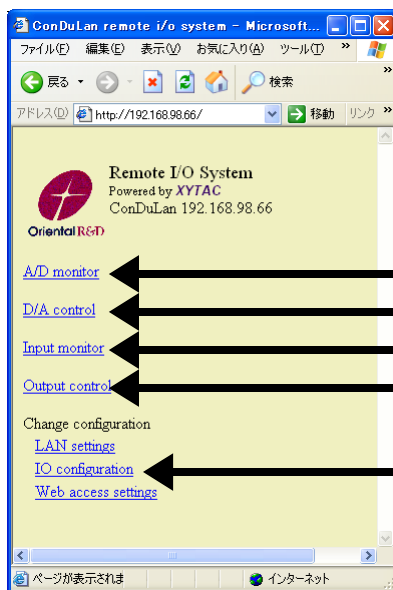 ConDuLan remote i/o system - Microsoft...
ファイル(F) 編集(E) 表示(V) お気に入り(A) ツール(T) »
戻る 検索 »
アドレス(D) http://192.168.98.66/ 移動 リンク »
Remote I/O System
Powered by XYTAC
ConDuLan 192.168.98.66
Oriental R&D
A/D monitor
D/A control
Input monitor
Output control
Change configuration
LAN settings
IO configuration
Web access settings
ページが表示されま インターネット